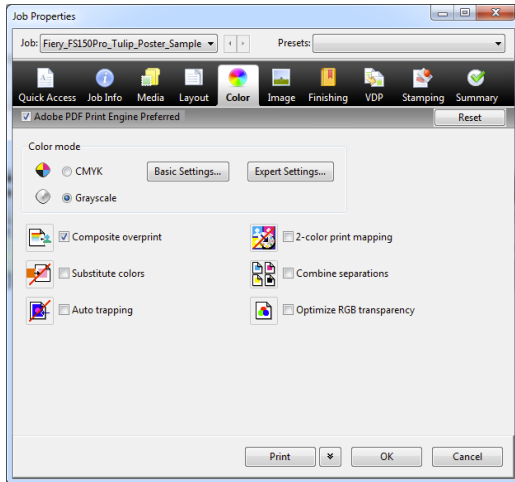 Job Properties
Job: Fiery_FS150Pro_Tulip_Poster_Sample Presets:
Quick Access Job Info Media Layout Color Image Finishing VDP Stamping Summary
Adobe PDF Print Engine Preferred Reset
Color mode
CMYK Basic Settings... Expert Settings...
Grayscale
Composite overprint 2-color print mapping
Substitute colors Combine separations
Auto trapping Optimize RGB transparency
Print OK Cancel